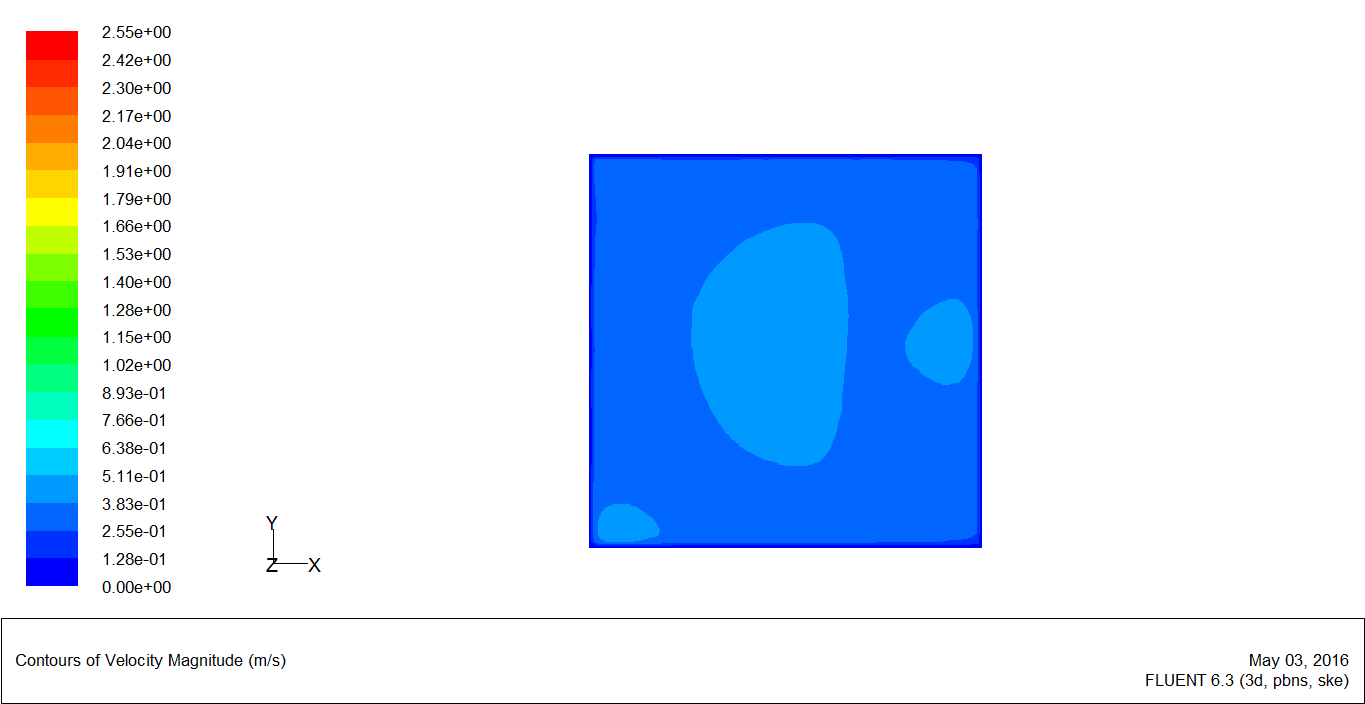 2.55e+00
2.42e+00
2.30e+00
2.17e+00
2.04e+00
1.91e+00
1.79e+00
1.66e+00
1.53e+00
1.40e+00
1.28e+00
1.15e+00
1.02e+00
8.93e-01
7.66e-01
6.38e-01
5.11e-01
3.83e-01
2.55e-01
1.28e-01
0.00e+00
Y
Z X
Contours of Velocity Magnitude (m/s)
May 03, 2016
FLUENT 6.3 (3d, pbns, ske)